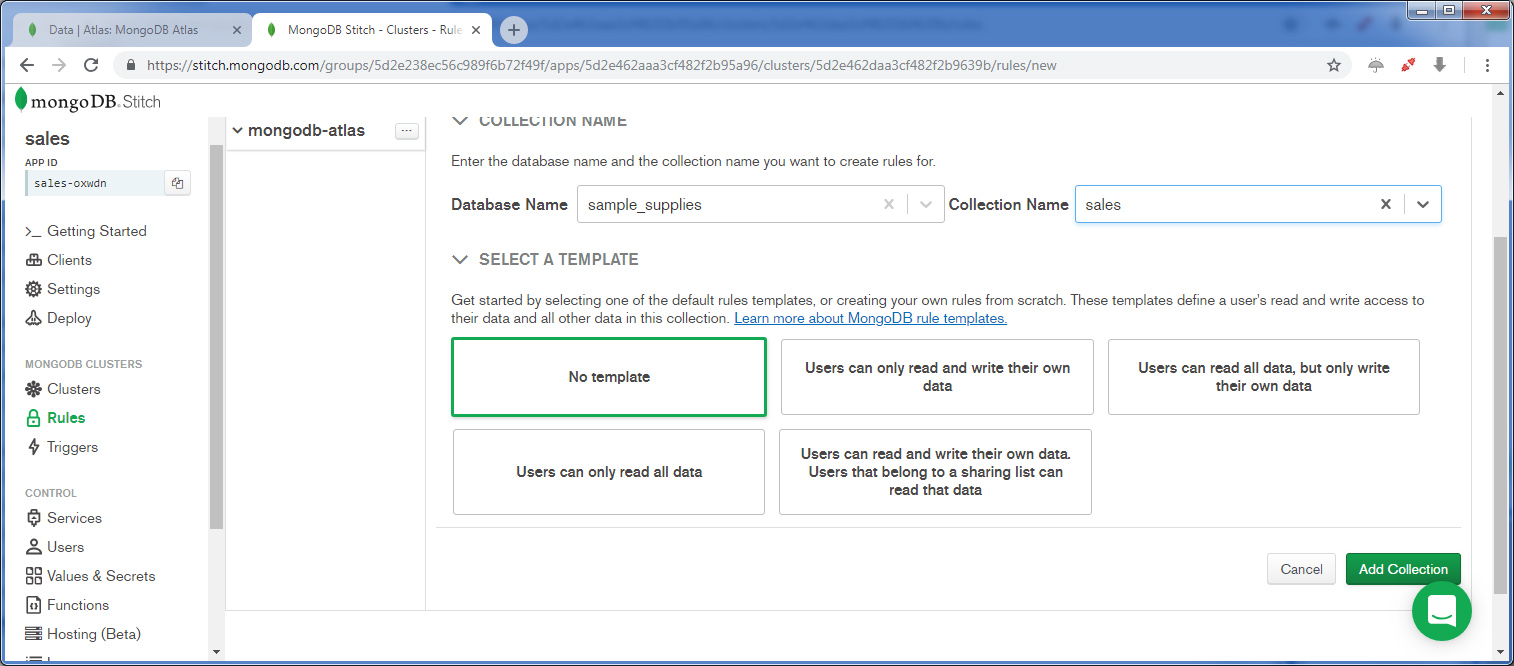 Data | Atlas: MongoDB Atlas
MongoDB Stitch - Clusters - Rule
https://stitch.mongodb.com/groups/5d2e238ec56c989f6b72f49f/apps/5d2e462aaa3cf482f2b95a96/clusters/5d2e462daa3cf482f2b9639b/rules/new
mongoDB. Stitch
sales
APP ID
sales-oxwdn
>_ Getting Started
Clients
Settings
Deploy
MONGODB CLUSTERS
Clusters
Rules
Triggers
CONTROL
Services
Users
Values & Secrets
Functions
Hosting (Beta)
mongodb-atlas
...
COLLECTION NAME
Enter the database name and the collection name you want to create rules for.
Database Name sample_supplies Collection Name sales
SELECT A TEMPLATE
Get started by selecting one of the default rules templates, or creating your own rules from scratch. These templates define a user's read and write access to
their data and all other data in this collection. Learn more about MongoDB rule templates.
No template
Users can only read and write their own
data
Users can read all data, but only write
their own data
Users can only read all data
Users can read and write their own data.
Users that belong to a sharing list can
read that data
Cancel
Add Collection